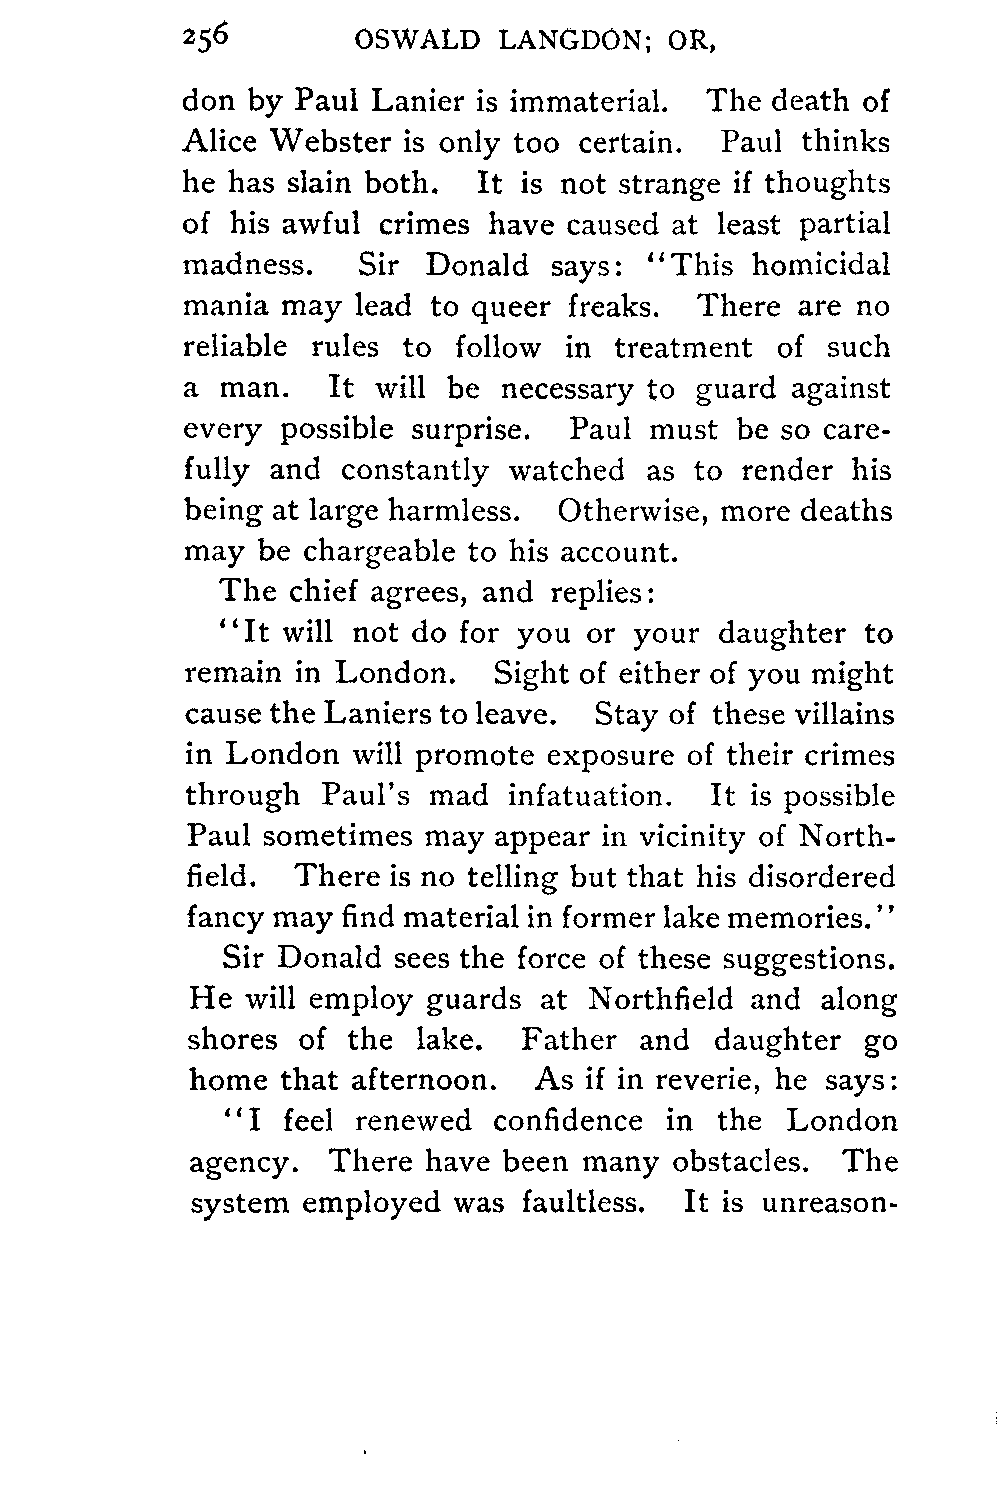 256 OSWALD LANGDON; OR,
don by Paul Lanier is immaterial. The death of
Alice Webster is only too certain. Paul thinks
he has slain both. It is not strange if thoughts
of his awful crimes have caused at least partial
madness. Sir Donald says: "This homicidal
mania may lead to queer freaks. There are no
reliable rules to follow in treatment of such
a man. It will be necessary to guard against
every possible surprise. Paul must be so care-
fully and constantly watched as to render his
being at large harmless. Otherwise, more deaths
may be chargeable to his account.
The chief agrees, and replies:
"It will not do for you or your daughter to
remain in London. Sight of either of you might
cause the Laniers to leave. Stay of these villains
in London will promote exposure of their crimes
through Paul's mad infatuation. It is possible
Paul sometimes may appear in vicinity of North-
field. There is no telling but that his disordered
fancy may find material in former lake memories."
Sir Donald sees the force of these suggestions.
He will employ guards at Northfield and along
shores of the lake. Father and daughter go
home that afternoon. As if in reverie, he says:
"I feel renewed confidence in the London
agency. There have been many obstacles. The
system employed was faultless. It is unreason-